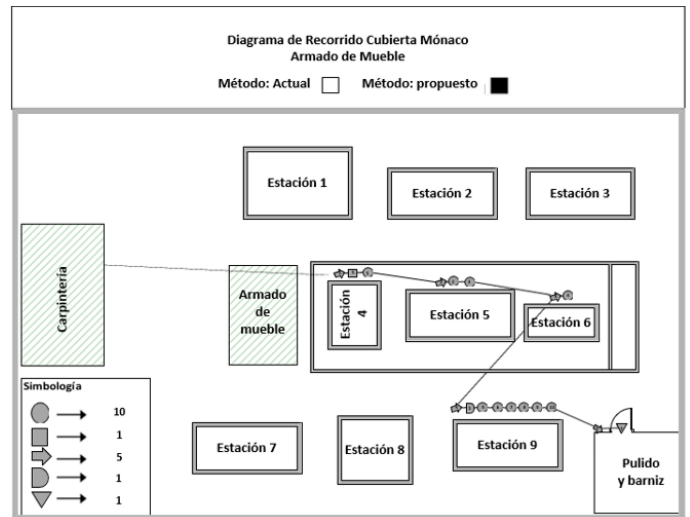 Diagrama de Recorrido Cubierta Mónaco
Armado de Mueble
Método: Actual
Método: propuesto
Estación 1
Estación 2
Estación 3
Carpintería
Armado
de
mueble
Estación
4
Estación 5
Estación 6
Simbología
10
1
5
1
1
Estación 7
Estación 8
Estación 9
Pulido
y barniz